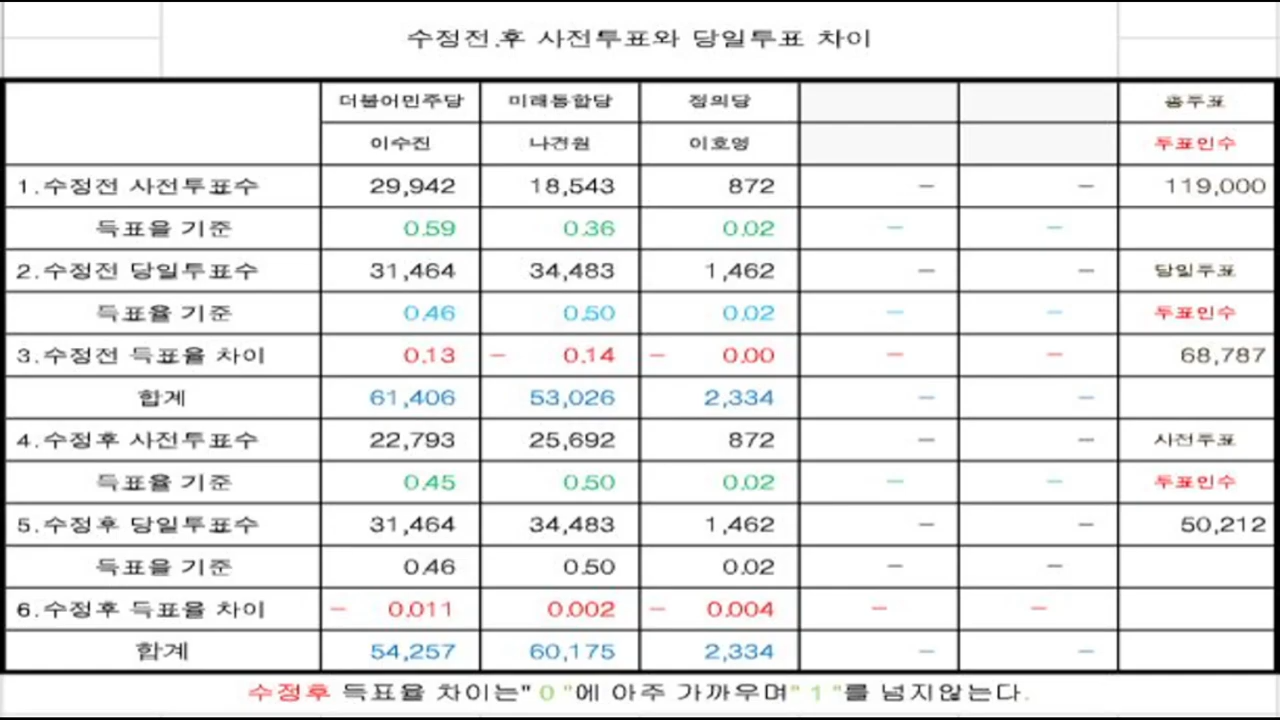 수정전.후 사전투표와 당일투표 차이
더불어민주당 미래통합당 정의당 총투표
이수진 나경원 이호영 투표인수
1.수정전 사전투표수 29,942 18,543 872 - - 119,000
득표율 기준 0.59 0.36 0.02 - -
2.수정전 당일투표수 31,464 34,483 1,462 - - 당일투표
득표율 기준 0.46 0.50 0.02 - - 투표인수
3.수정전 득표율 차이 0.13 - 0.14 - 0.00 - - 68,787
합계 61,406 53,026 2,334 - -
4.수정후 사전투표수 22,793 25,692 872 - - 사전투표
득표율 기준 0.45 0.50 0.02 - - 투표인수
5.수정후 당일투표수 31,464 34,483 1,462 - - 50,212
득표율 기준 0.46 0.50 0.02 - -
6.수정후 득표율 차이 - 0.011 0.002 - 0.004 - -
합계 54,257 60,175 2,334 - -
수정후 득표율 차이는" 0 "에 아주 가까우며" 1 "를 넘지않는다.